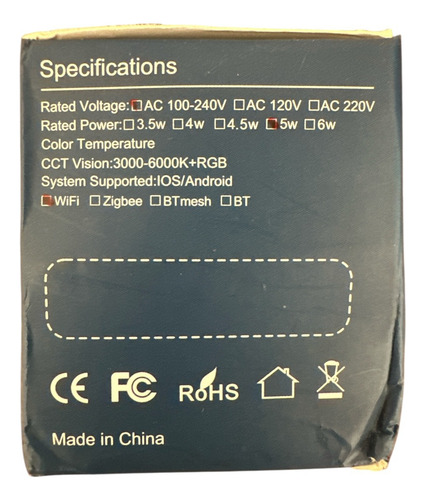 Specifications
Rated Voltage:☑AC 100-240V ☐AC 120V ☐AC 220V
Rated Power:☐3.5w ☐4w ☐4.5w ☑5w ☐6w
Color Temperature
CCT Vision:3000-6000K+RGB
System Supported:IOS/Android
☑WiFi ☐Zigbee ☐BTmesh ☐BT
CE FC RoHS
Made in China